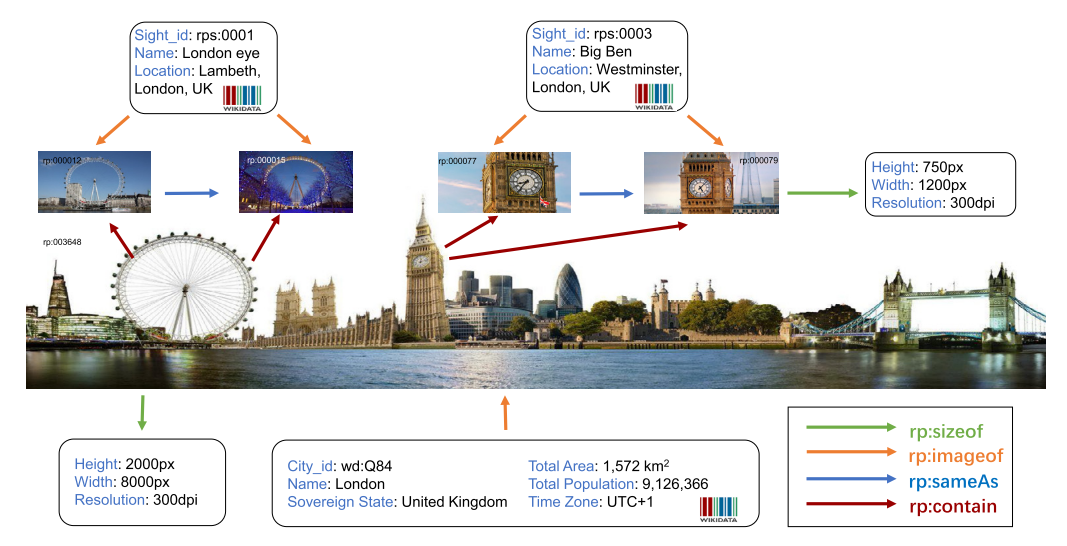 Sight_id: rps:0001
Name: London eye
Location: Lambeth,
London, UK
WIKIDATA
Sight_id: rps:0003
Name: Big Ben
Location: Westminster,
London, UK
WIKIDATA
rp:000012
rp:000015
rp:000077
rp:000079
Height: 750px
Width: 1200px
Resolution: 300dpi
rp:003648
Height: 2000px
Width: 8000px
Resolution: 300dpi
City_id: wd:Q84
Name: London
Sovereign State: United Kingdom
Total Area: 1,572 km²
Total Population: 9,126,366
Time Zone: UTC+1
WIKIDATA
rp:sizeof
rp:imageof
rp:sameAs
rp:contain